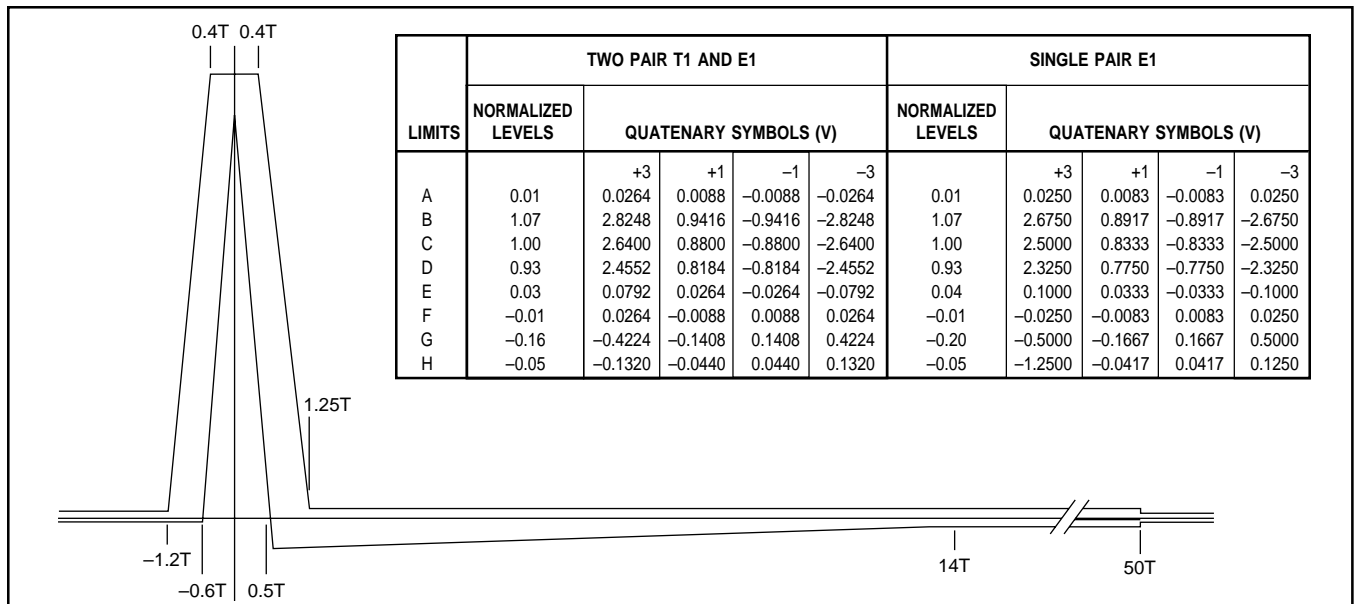 0.4T 0.4T
TWO PAIR T1 AND E1 SINGLE PAIR E1
LIMITS NORMALIZED LEVELS QUATENARY SYMBOLS (V) NORMALIZED LEVELS QUATENARY SYMBOLS (V)
+3 +1 –1 –3 +3 +1 –1 –3
A 0.01 0.0264 0.0088 –0.0088 –0.0264 0.01 0.0250 0.0083 –0.0083 0.0250
B 1.07 2.8248 0.9416 –0.9416 –2.8248 1.07 2.6750 0.8917 –0.8917 –2.6750
C 1.00 2.6400 0.8800 –0.8800 –2.6400 1.00 2.5000 0.8333 –0.8333 –2.5000
D 0.93 2.4552 0.8184 –0.8184 –2.4552 0.93 2.3250 0.7750 –0.7750 –2.3250
E 0.03 0.0792 0.0264 –0.0264 –0.0792 0.04 0.1000 0.0333 –0.0333 –0.1000
F –0.01 0.0264 –0.0088 0.0088 0.0264 –0.01 –0.0250 –0.0083 0.0083 0.0250
G –0.16 –0.4224 –0.1408 0.1408 0.4224 –0.20 –0.5000 –0.1667 0.1667 0.5000
H –0.05 –0.1320 –0.0440 0.0440 0.1320 –0.05 –1.2500 –0.0417 0.0417 0.1250
1.25T
–1.2T
14T
50T
–0.6T 0.5T